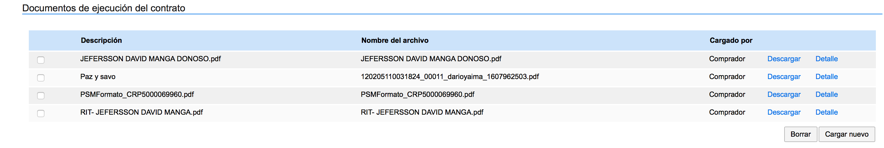 Documentos de ejecución del contrato
Descripción Nombre del archivo Cargado por
JEFERSSON DAVID MANGA DONOSO.pdf JEFERSSON DAVID MANGA DONOSO.pdf Comprador Descargar Detalle
Paz y savo 120205110031824_00011_darioyaima_1607962503.pdf Comprador Descargar Detalle
PSMFormato_CRP5000069960.pdf PSMFormato_CRP5000069960.pdf Comprador Descargar Detalle
RIT- JEFERSSON DAVID MANGA.pdf RIT- JEFERSSON DAVID MANGA.pdf Comprador Descargar Detalle
Borrar Cargar nuevo